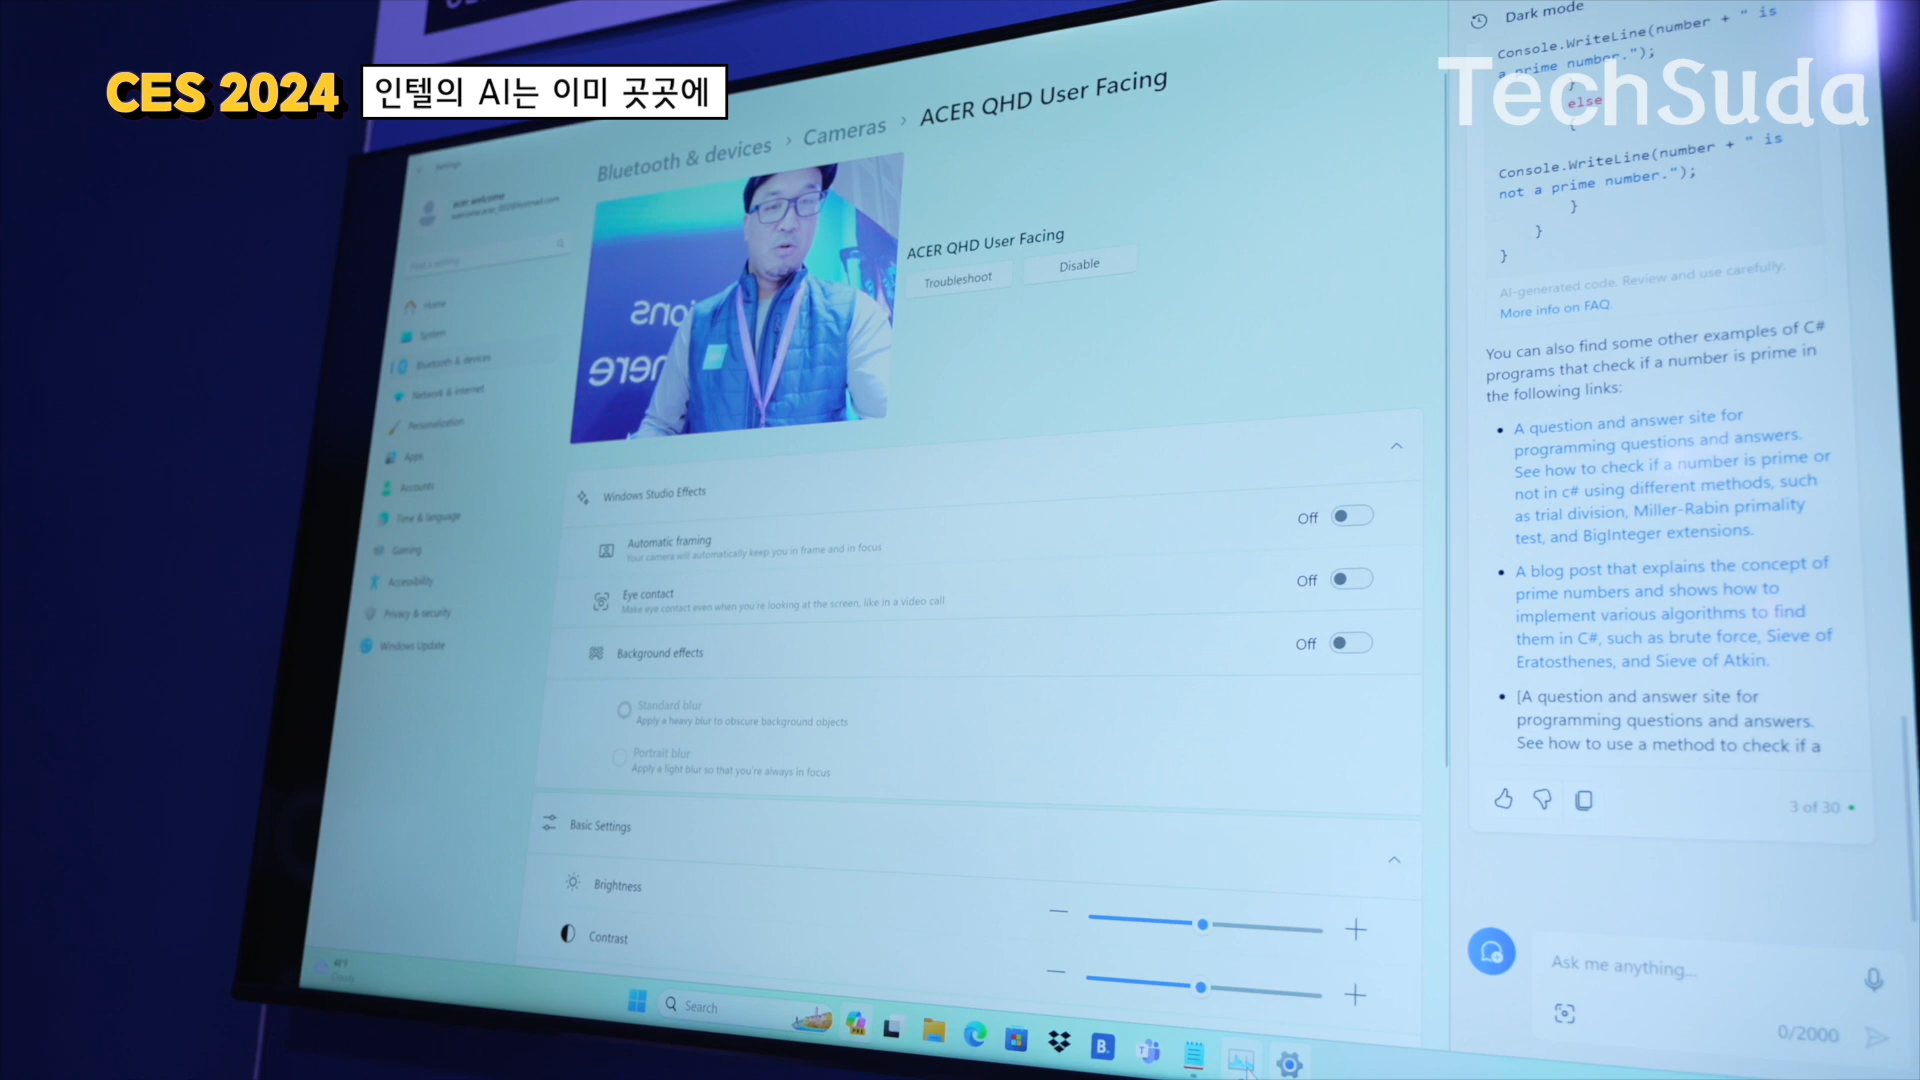 CES 2024
인텔의 AI는 이미 곳곳에
TechSuda
Settings
acer welcome
Find a setting
Home
System
Bluetooth & devices
Network & internet
Personalization
Apps
Accounts
Time & language
Gaming
Accessibility
Privacy & security
Windows Update
Bluetooth & devices › Cameras › ACER QHD User Facing
ACER QHD User Facing
Troubleshoot
Disable
Windows Studio Effects
Automatic framing
Your camera will automatically keep you in frame and in focus
Off
Eye contact
Make eye contact even when you're looking at the screen, like in a video call
Off
Background effects
Off
Standard blur
Apply a heavy blur to obscure background objects
Portrait blur
Apply a light blur so that you're always in focus
Basic Settings
Brightness
Contrast
48°F
Cloudy
Search
Dark mode
Console.WriteLine(number + " is
a prime number.");
}
else
{
Console.WriteLine(number + " is
not a prime number.");
}
}
}
AI-generated code. Review and use carefully.
More info on FAQ.
You can also find some other examples of C#
programs that check if a number is prime in
the following links:
• A question and answer site for
programming questions and answers.
See how to check if a number is prime or
not in c# using different methods, such
as trial division, Miller-Rabin primality
test, and BigInteger extensions.
• A blog post that explains the concept of
prime numbers and shows how to
implement various algorithms to find
them in C#, such as brute force, Sieve of
Eratosthenes, and Sieve of Atkin.
• [A question and answer site for
programming questions and answers.
See how to use a method to check if a
3 of 30
Ask me anything...
0/2000